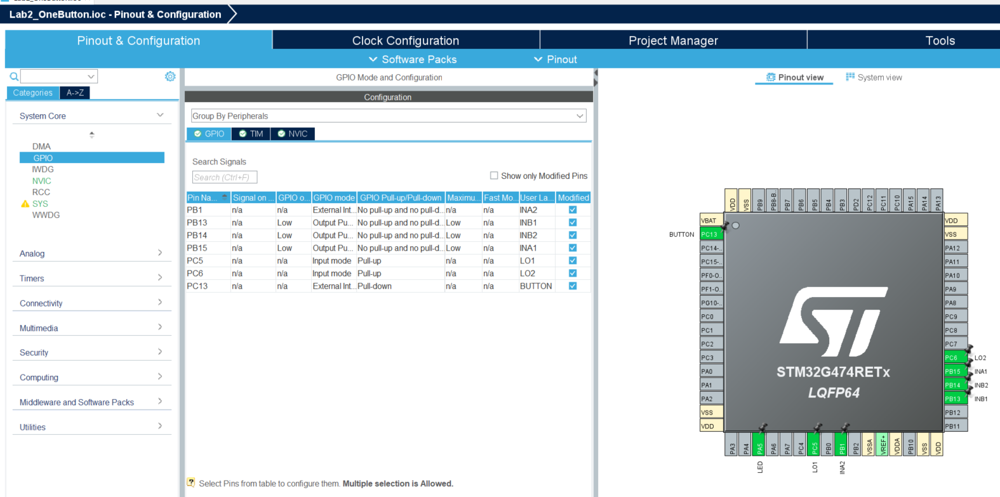 Lab2_OneButton.ioc - Pinout & Configuration
Pinout & Configuration
Clock Configuration
Project Manager
Tools
Software Packs
Pinout
Categories
A->Z
System Core
DMA
GPIO
IWDG
NVIC
RCC
SYS
WWDG
Analog
Timers
Connectivity
Multimedia
Security
Computing
Middleware and Software Packs
Utilities
GPIO Mode and Configuration
Configuration
Group By Peripherals
GPIO
TIM
NVIC
Search Signals
Search (Ctrl+F)
Show only Modified Pins
Pin Na... Signal on ... GPIO o... GPIO mode GPIO Pull-up/Pull-down Maximu... Fast Mo... User La... Modified
PB1 n/a n/a External Int... No pull-up and no pull-d... n/a n/a INA2
PB13 n/a Low Output Pu... No pull-up and no pull-d... Low n/a INB1
PB14 n/a Low Output Pu... No pull-up and no pull-d... Low n/a INB2
PB15 n/a Low Output Pu... No pull-up and no pull-d... Low n/a INA1
PC5 n/a n/a Input mode Pull-up n/a n/a LO1
PC6 n/a n/a Input mode Pull-up n/a n/a LO2
PC13 n/a n/a External Int... Pull-down n/a n/a BUTTON
Select Pins from table to configure them. Multiple selection is Allowed.
Pinout view
System view
VDD
VSS
PB9
PB8-B..
PB7
PB6
PB5
PB4
PB3
PD2
PC12
PC11
PC10
PA15
PA14
PA13
VBAT
BUTTON PC13
PC14-..
PC15-..
PF0-O..
PF1-O..
PG10-..
PC0
PC1
PC2
PC3
PA0
PA1
PA2
VSS
VDD
STM32G474RETx
LQFP64
VDD
VSS
PA12
PA11
PA10
PA9
PA8
PC9
PC8
PC7
PC6 LO2
PB15 INA1
PB14 INB2
PB13 INB1
PB12
PB11
PA3
PA4
PA5
PA6
PA7
PC4
PC5
PB0
PB1
PB2
VSSA
VREF+
VDDA
PB10
VSS
VDD
LED
LO1
INA2